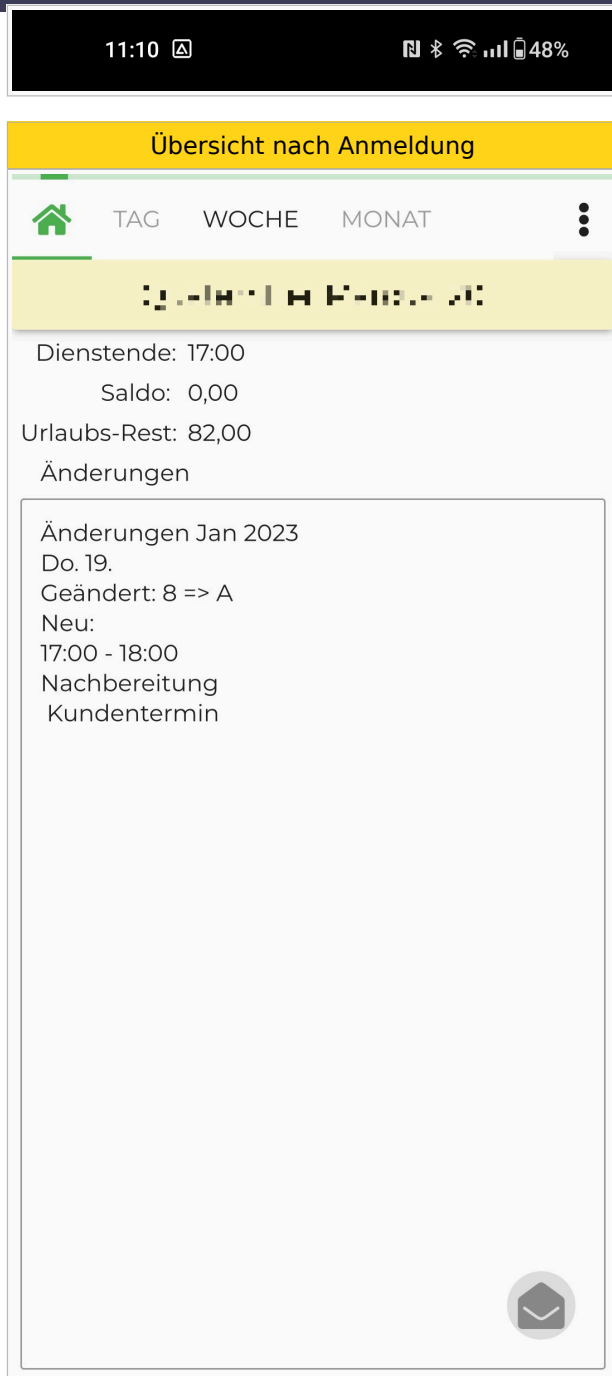 11:10 48%
Übersicht nach Anmeldung
TAG WOCHE MONAT
Dienstende: 17:00
Saldo: 0,00
Urlaubs-Rest: 82,00
Änderungen
Änderungen Jan 2023
Do. 19.
Geändert: 8 => A
Neu:
17:00 - 18:00
Nachbereitung
Kundentermin